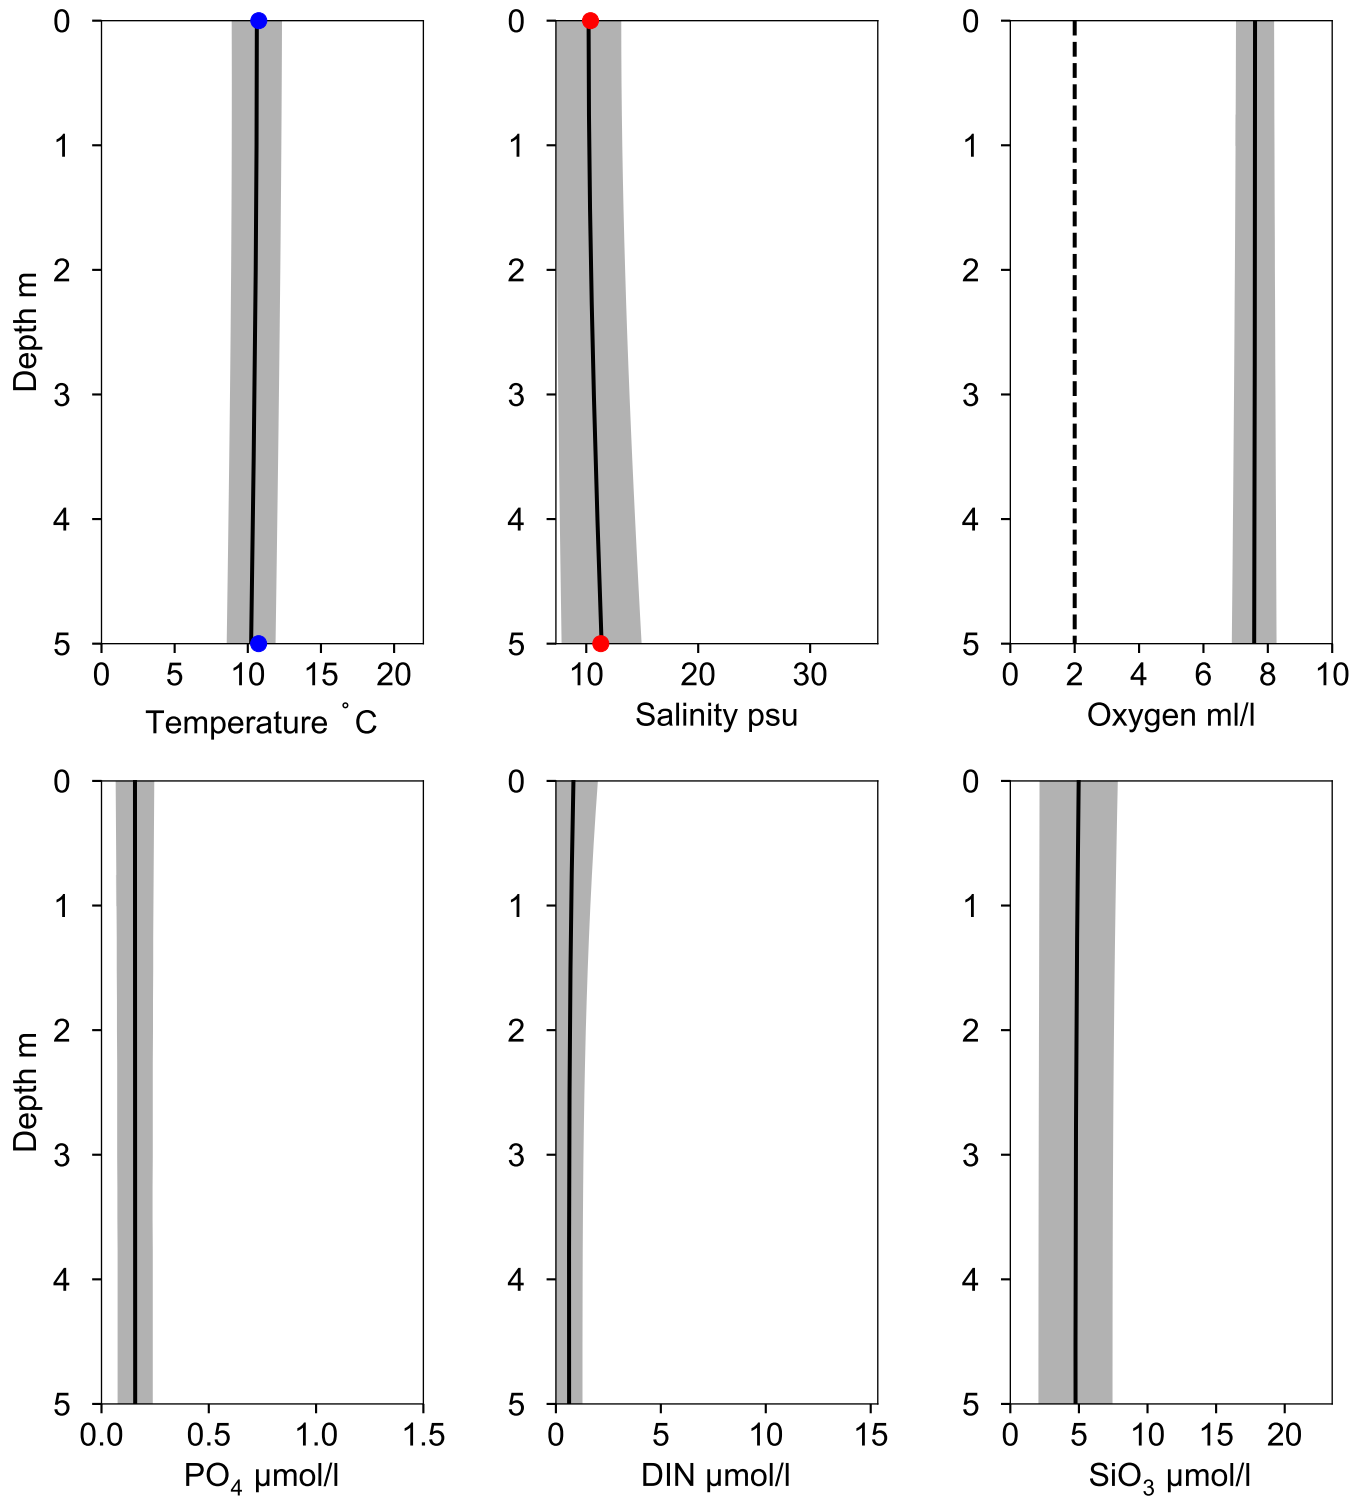 0
1
2
3
4
5
Depth m
0 5 10 15 20
Temperature °C
0
1
2
3
4
5
10 20 30
Salinity psu
0
1
2
3
4
5
0 2 4 6 8 10
Oxygen ml/l
0
1
2
3
4
5
Depth m
0.0 0.5 1.0 1.5
PO₄ µmol/l
0
1
2
3
4
5
0 5 10 15
DIN µmol/l
0
1
2
3
4
5
0 5 10 15 20
SiO₃ µmol/l